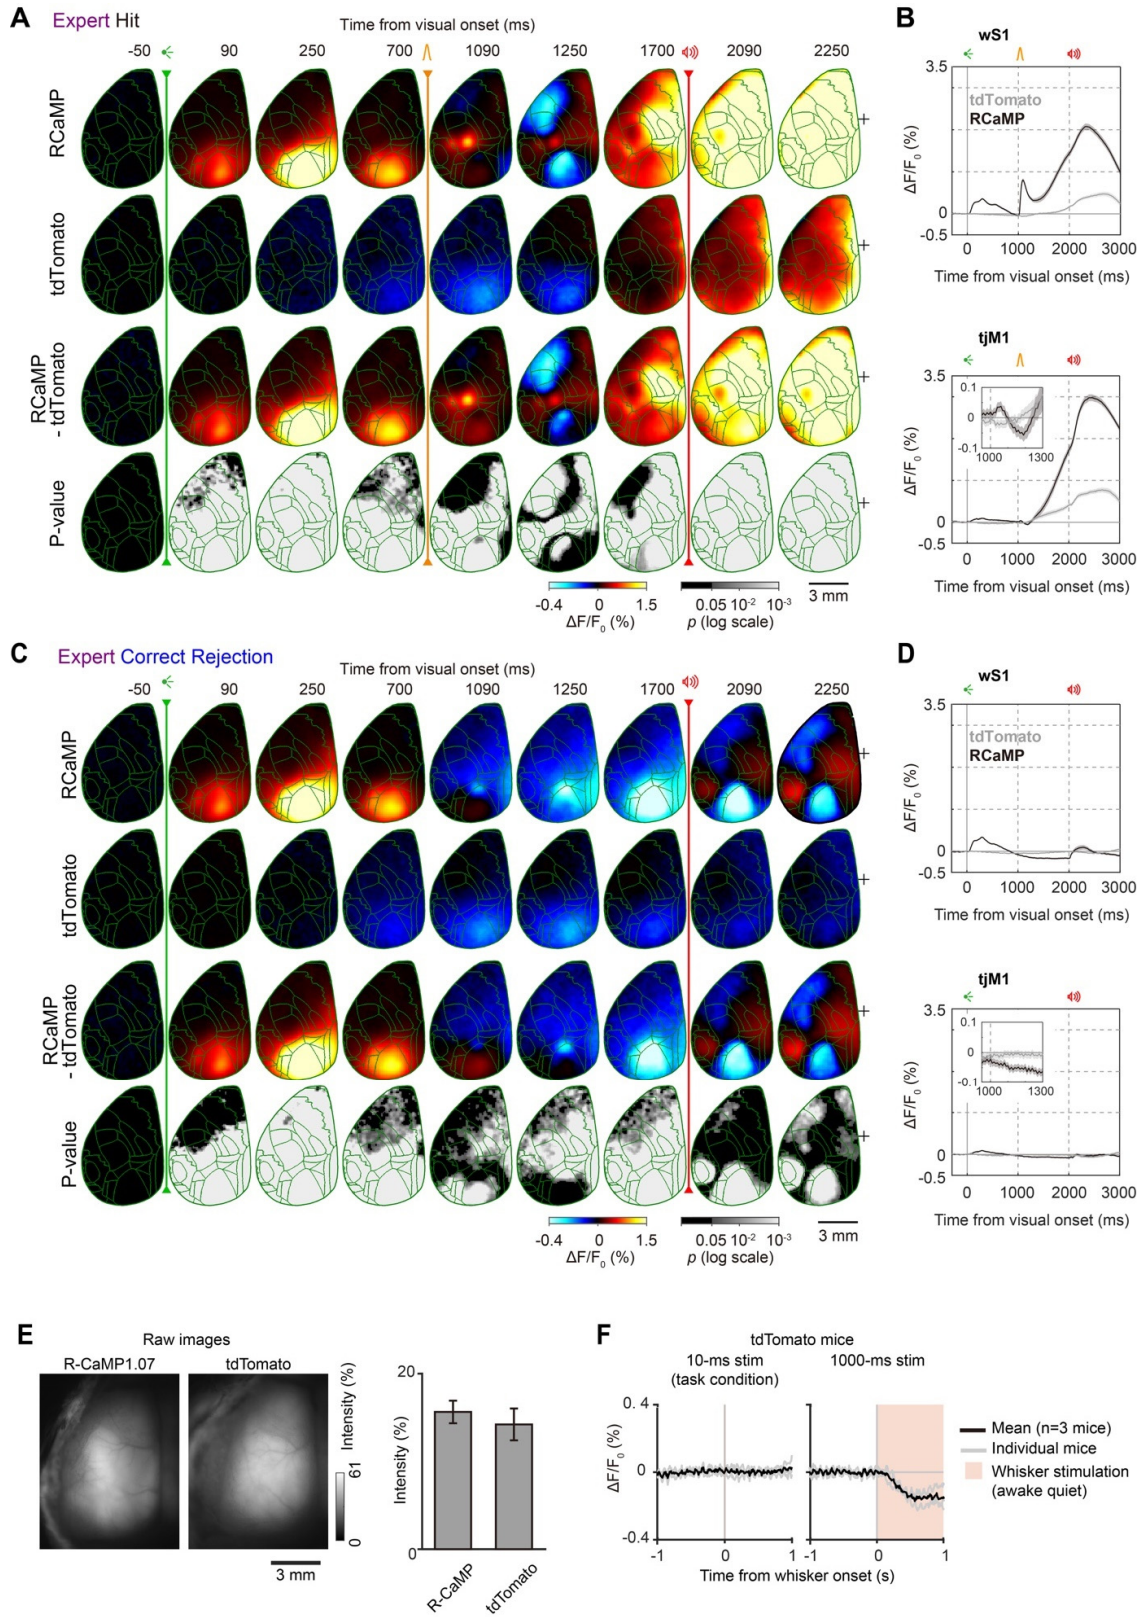 A
Expert Hit
Time from visual onset (ms)
-50 90 250 700 1090 1250 1700 2090 2250
RCaMP
tdTomato
RCaMP
- tdTomato
P-value
-0.4 0 1.5
ΔF/F0 (%)
0.05 10-2 10-3
p (log scale)
3 mm
B
wS1
3.5
tdTomato
RCaMP
ΔF/F0 (%)
0
-0.5
0 1000 2000 3000
Time from visual onset (ms)
tjM1
3.5
0.1
0
-0.1
1000 1300
ΔF/F0 (%)
0
-0.5
0 1000 2000 3000
Time from visual onset (ms)
C
Expert Correct Rejection
Time from visual onset (ms)
-50 90 250 700 1090 1250 1700 2090 2250
RCaMP
tdTomato
RCaMP
- tdTomato
P-value
-0.4 0 1.5
ΔF/F0 (%)
0.05 10-2 10-3
p (log scale)
3 mm
D
wS1
3.5
tdTomato
RCaMP
ΔF/F0 (%)
0
-0.5
0 1000 2000 3000
Time from visual onset (ms)
tjM1
3.5
0.1
0
-0.1
1000 1300
ΔF/F0 (%)
0
-0.5
0 1000 2000 3000
Time from visual onset (ms)
E
Raw images
R-CaMP1.07 tdTomato
Intensity (%)
61
0
3 mm
20
Intensity (%)
0
R-CaMP
tdTomato
F
tdTomato mice
10-ms stim
(task condition)
1000-ms stim
0. 4
ΔF/F0 (%)
0
-0.4
-1 0 1 -1 0 1
Time from whisker onset (s)
Mean (n=3 mice)
Individual mice
Whisker stimulation
(awake quiet)